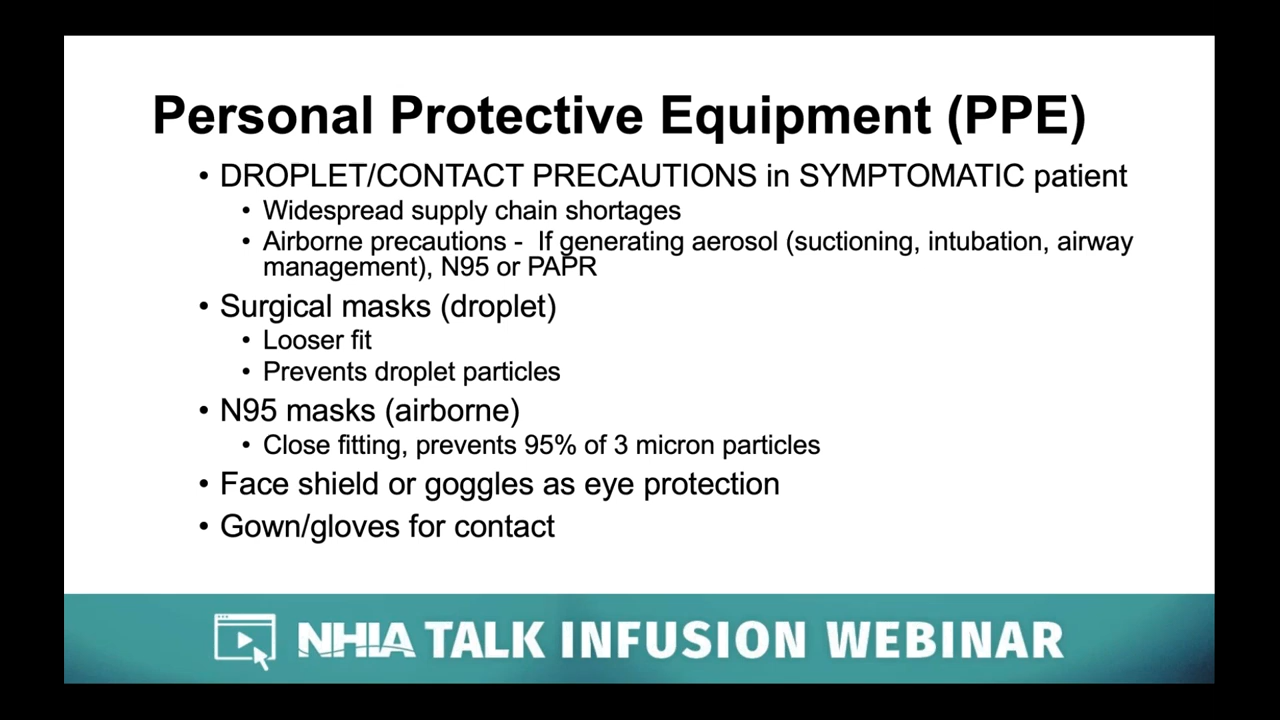 Personal Protective Equipment (PPE)
• DROPLET/CONTACT PRECAUTIONS in SYMPTOMATIC patient
• Widespread supply chain shortages
• Airborne precautions -  If generating aerosol (suctioning, intubation, airway
management), N95 or PAPR
• Surgical masks (droplet)
• Looser fit
• Prevents droplet particles
• N95 masks (airborne)
• Close fitting, prevents 95% of 3 micron particles
• Face shield or goggles as eye protection
• Gown/gloves for contact
NHIA TALK INFUSION WEBINAR